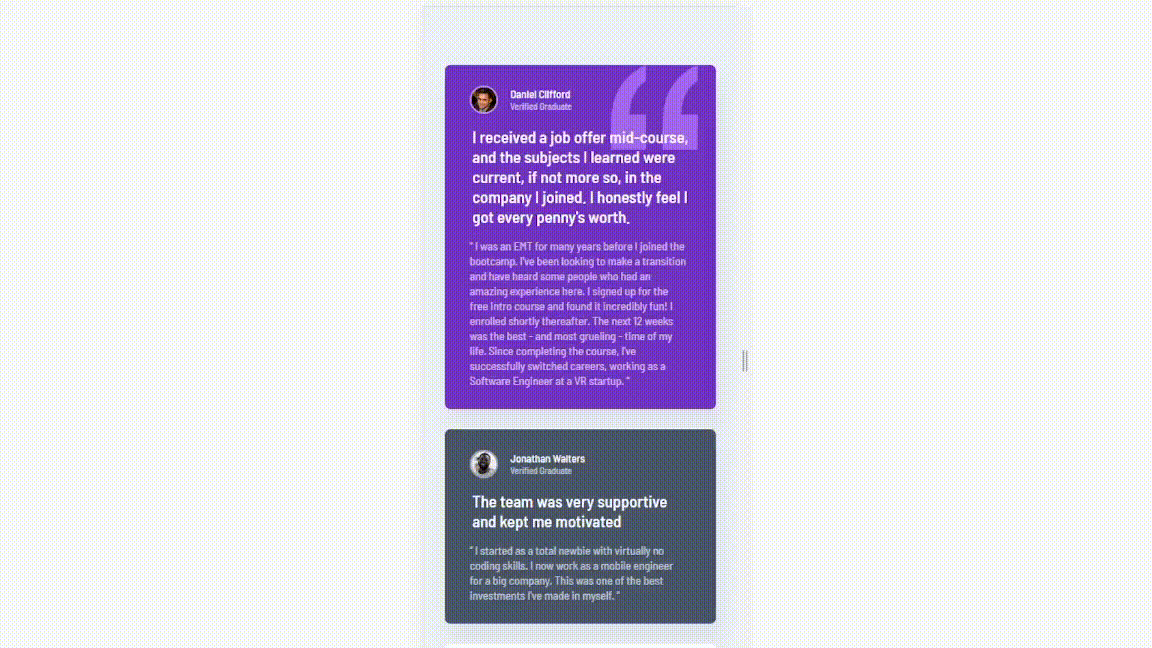 Daniel Clifford
Verified Graduate
I received a job offer mid-course,
and the subjects I learned were
current, if not more so, in the
company I joined. I honestly feel I
got every penny's worth.
" I was an EMT for many years before I joined the
bootcamp. I've been looking to make a transition
and have heard some people who had an
amazing experience here. I signed up for the
free intro course and found it incredibly fun! I
enrolled shortly thereafter. The next 12 weeks
was the best - and most grueling - time of my
life. Since completing the course, I've
successfully switched careers, working as a
Software Engineer at a VR startup. "
Jonathan Walters
Verified Graduate
The team was very supportive
and kept me motivated
" I started as a total newbie with virtually no
coding skills. I now work as a mobile engineer
for a big company. This was one of the best
investments I've made in myself. "